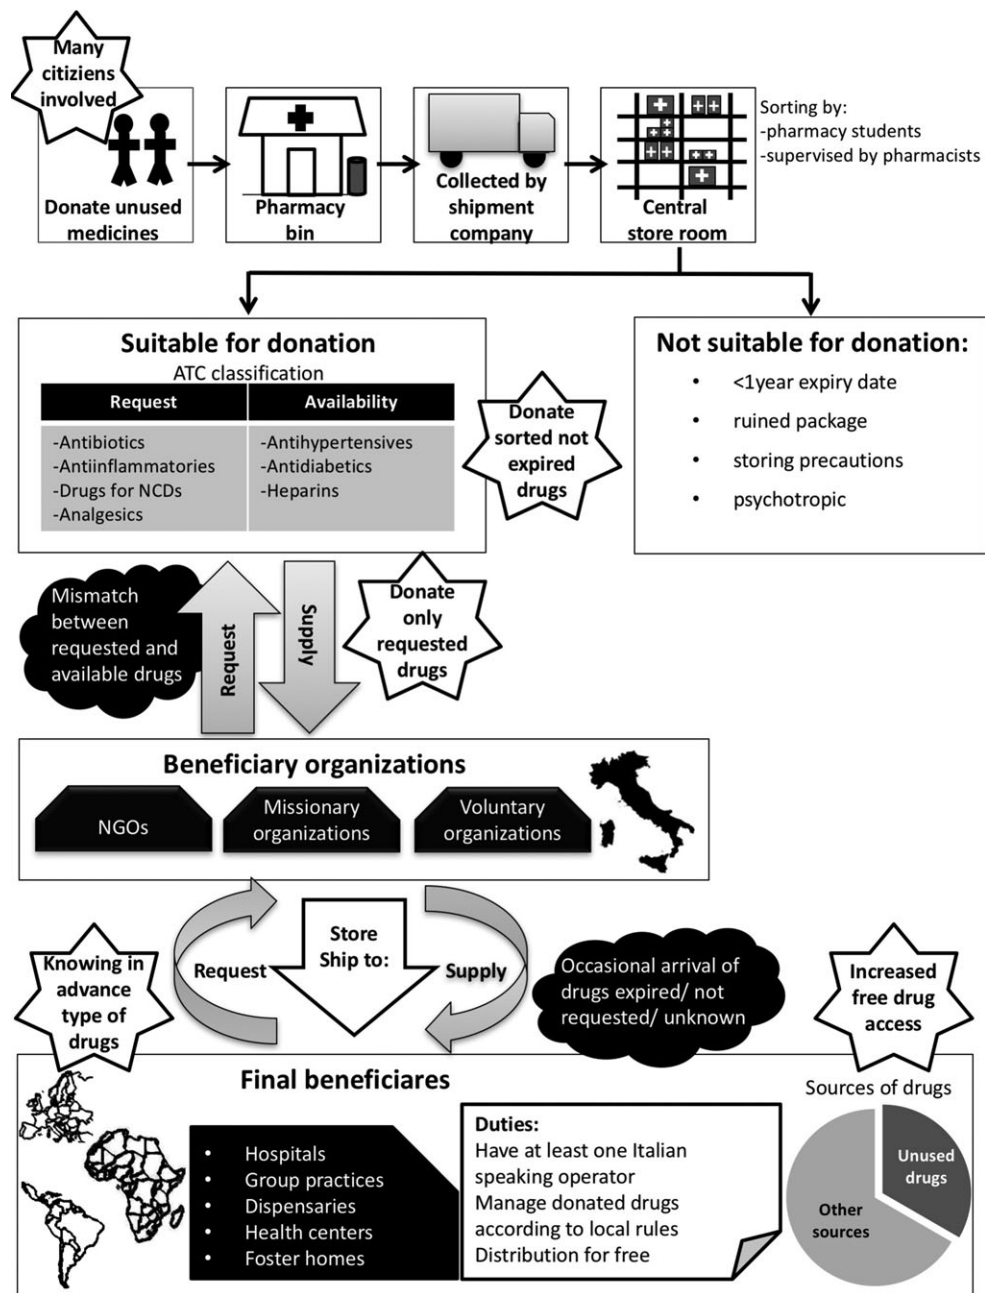 Many
citiziens
involved
Donate unused
medicines
Pharmacy
bin
Collected by
shipment
company
Central
store room
Sorting by:
-pharmacy students
-supervised by pharmacists
Suitable for donation
ATC classification
Request
Availability
-Antibiotics
-Antiinflammatories
-Drugs for NCDs
-Analgesics
-Antihypertensives
-Antidiabetics
-Heparins
Donate
sorted not
expired
drugs
Not suitable for donation:
• <1year expiry date
• ruined package
• storing precautions
• psychotropic
Mismatch
between
requested and
available drugs
Request
Supply
Donate
only
requested
drugs
Beneficiary organizations
NGOs
Missionary
organizations
Voluntary
organizations
Knowing in
advance
type of
drugs
Request
Store
Ship to:
Supply
Occasional arrival of
drugs expired/ not
requested/ unknown
Increased
free drug
access
Final beneficiares
• Hospitals
• Group practices
• Dispensaries
• Health centers
• Foster homes
Duties:
Have at least one Italian
speaking operator
Manage donated drugs
according to local rules
Distribution for free
Sources of drugs
Unused
drugs
Other
sources